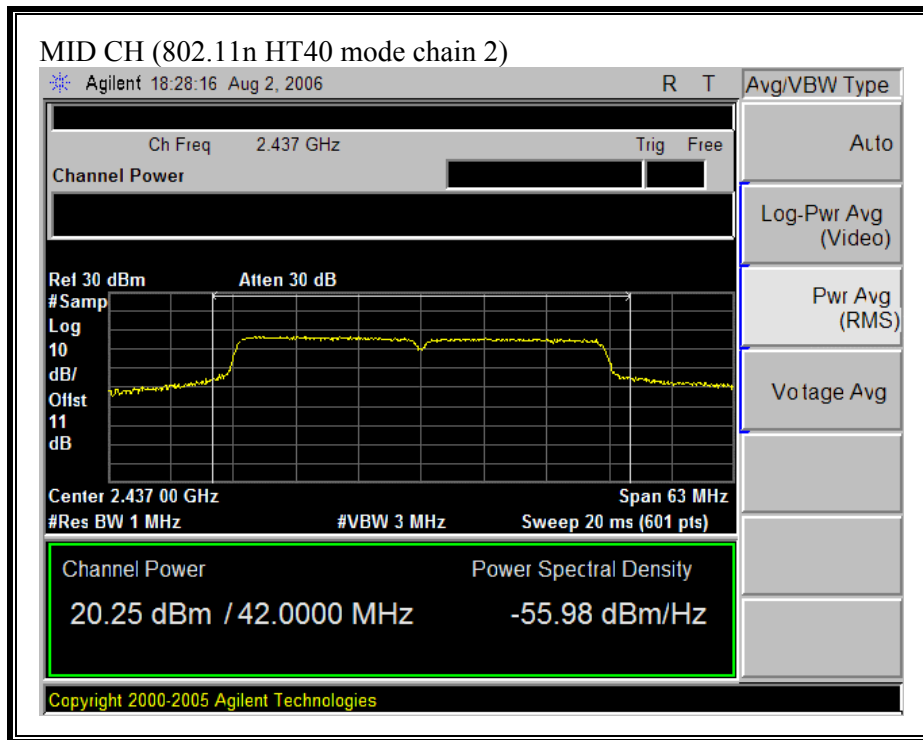 MID CH (802.11n HT40 mode chain 2)
Agilent 18:28:16 Aug 2, 2006 R T
Avg/VBW Type
Ch Freq 2.437 GHz Trig Free
Channel Power
Auto
Log-Pwr Avg
(Video)
Pwr Avg
(RMS)
Votage Avg
Ref 30 dBm Atten 30 dB
#Samp
Log
10
dB/
Offst
11
dB
Center 2.437 00 GHz Span 63 MHz
#Res BW 1 MHz #VBW 3 MHz Sweep 20 ms (601 pts)
Channel Power Power Spectral Density
20.25 dBm / 42.0000 MHz -55.98 dBm/Hz
Copyright 2000-2005 Agilent Technologies